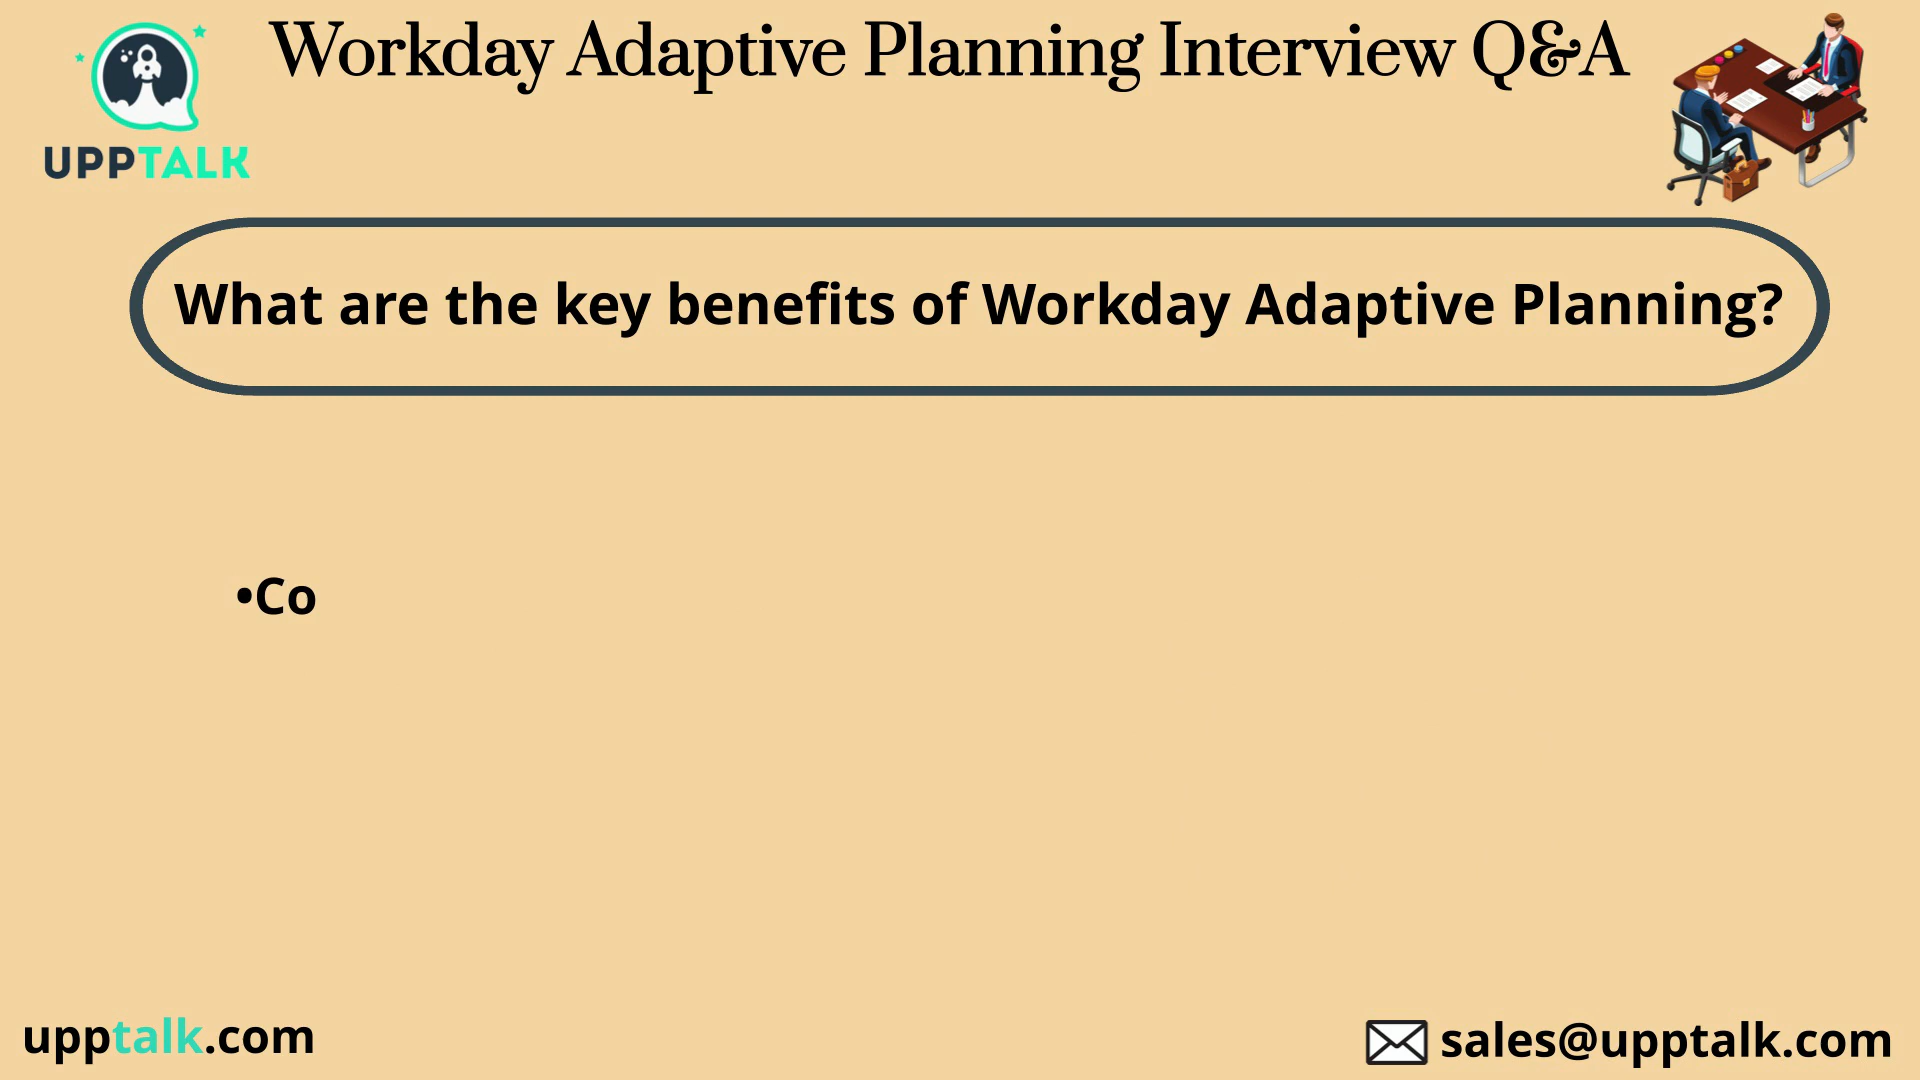 Workday Adaptive Planning Interview Q&A
UPPTALK
What are the key benefits of Workday Adaptive Planning?
•Co
upptalk.com
sales@upptalk.com